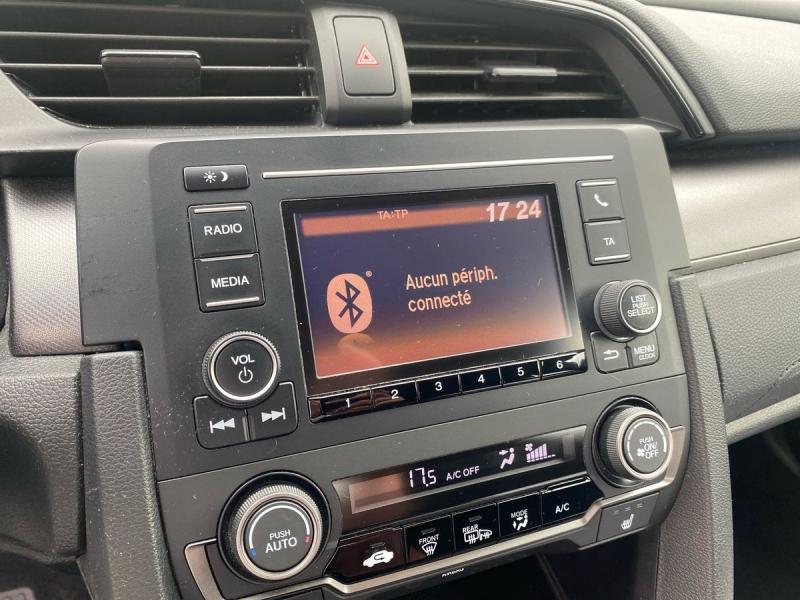 TA:TP
17 24
RADIO
TA
Aucun périph.
connecté
MEDIA
LIST
PUSH
SELECT
VOL
MENU
CLOCK
1 2 3 4 5 6
17.5 A/C OFF
PUSH
ON/
OFF
PUSH
AUTO
FRONT
REAR
MODE
A/C